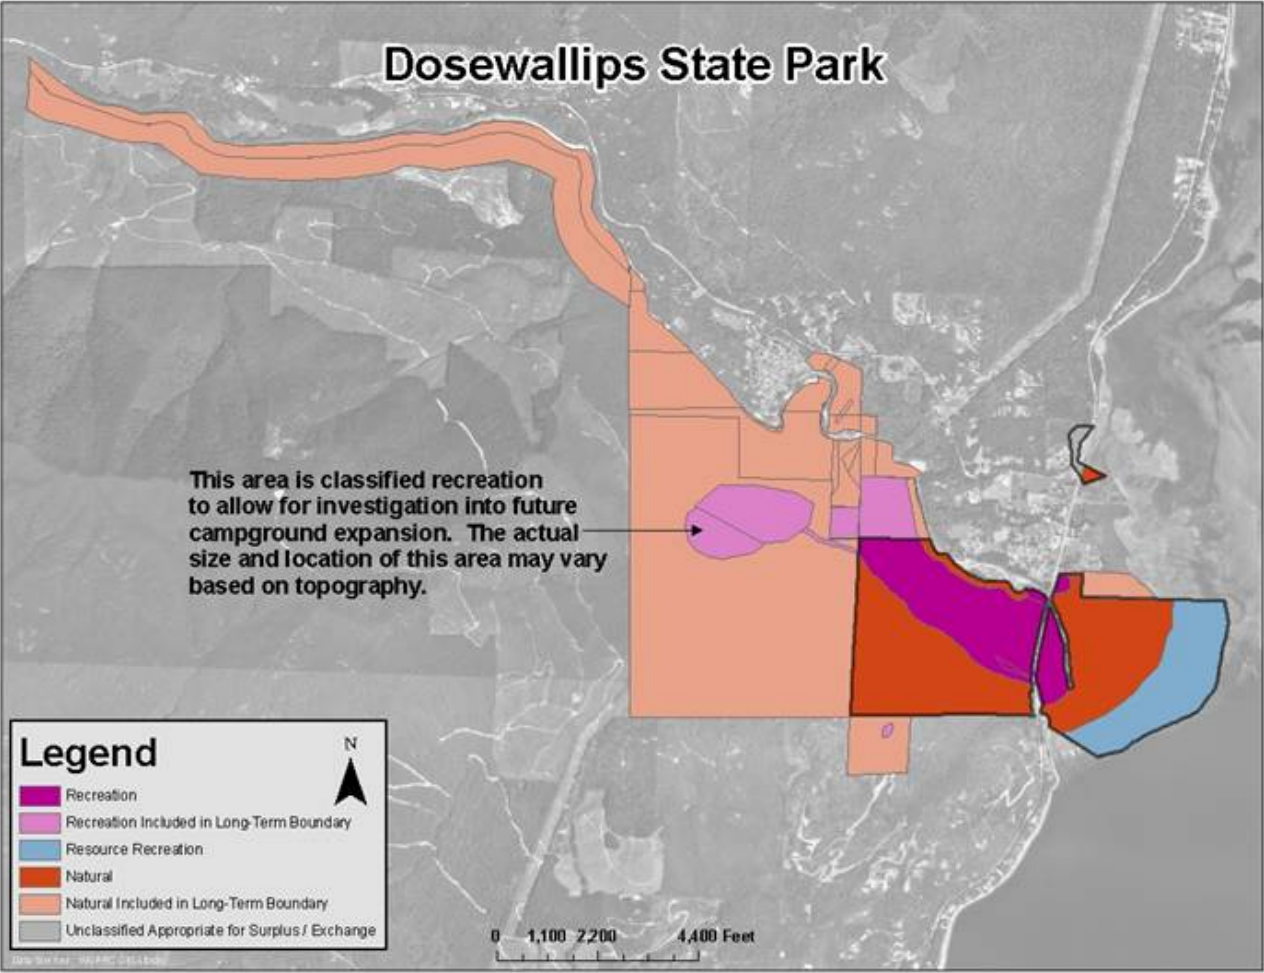 Dosewallips State Park
This area is classified recreation
to allow for investigation into future
campground expansion. The actual
size and location of this area may vary
based on topography.
Legend
N
Recreation
Recreation Included in Long-Term Boundary
Resource Recreation
Natural
Natural Included in Long-Term Boundary
Unclassified Appropriate for Surplus / Exchange
0 1,100 2,200 4,400 Feet